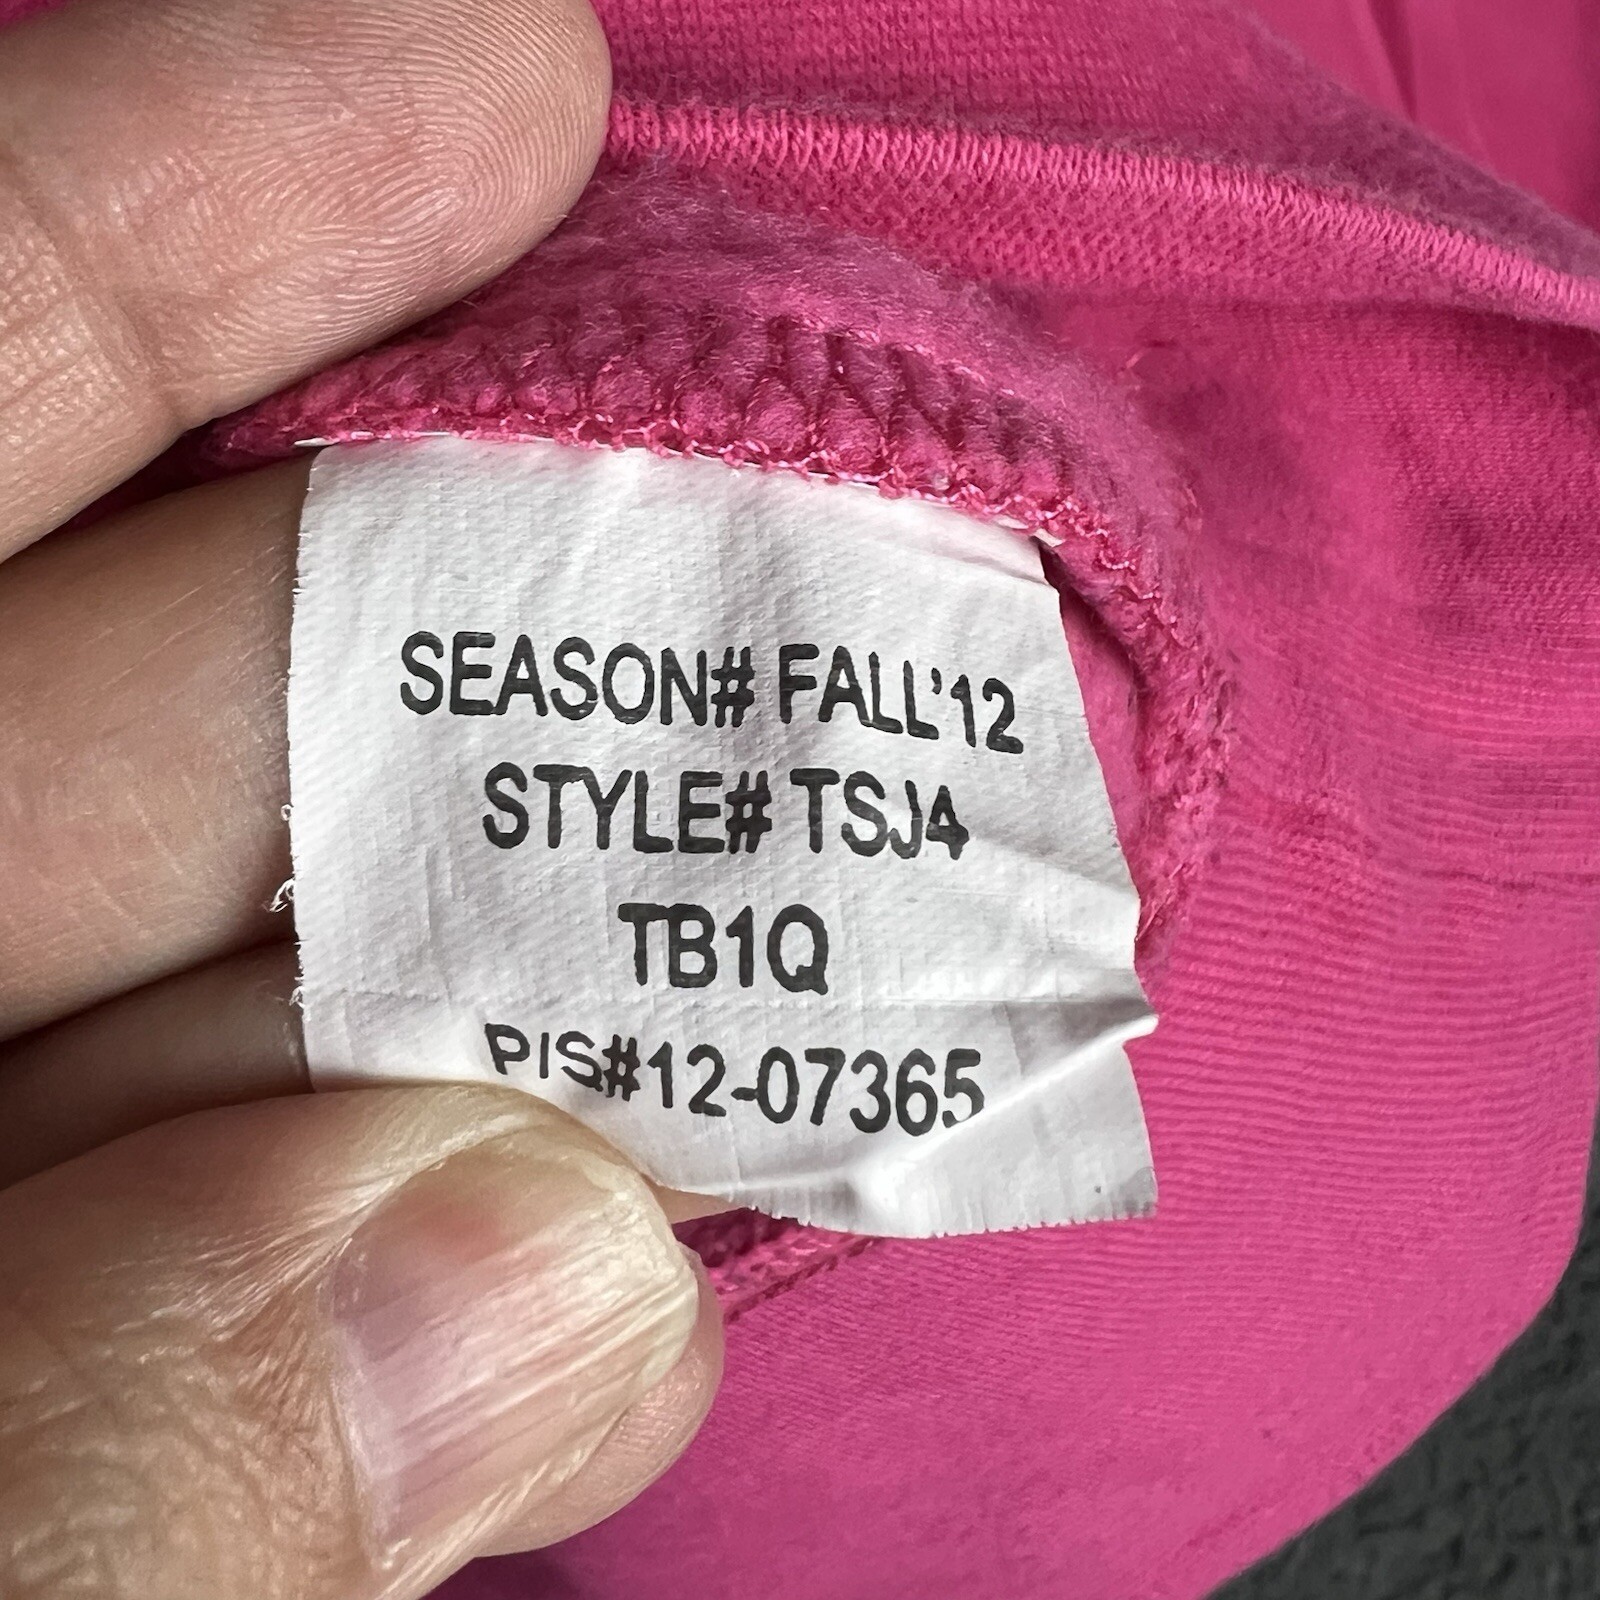 SEASON# FALL'12
STYLE# TSJ4
TB1Q
PIS#12-07365